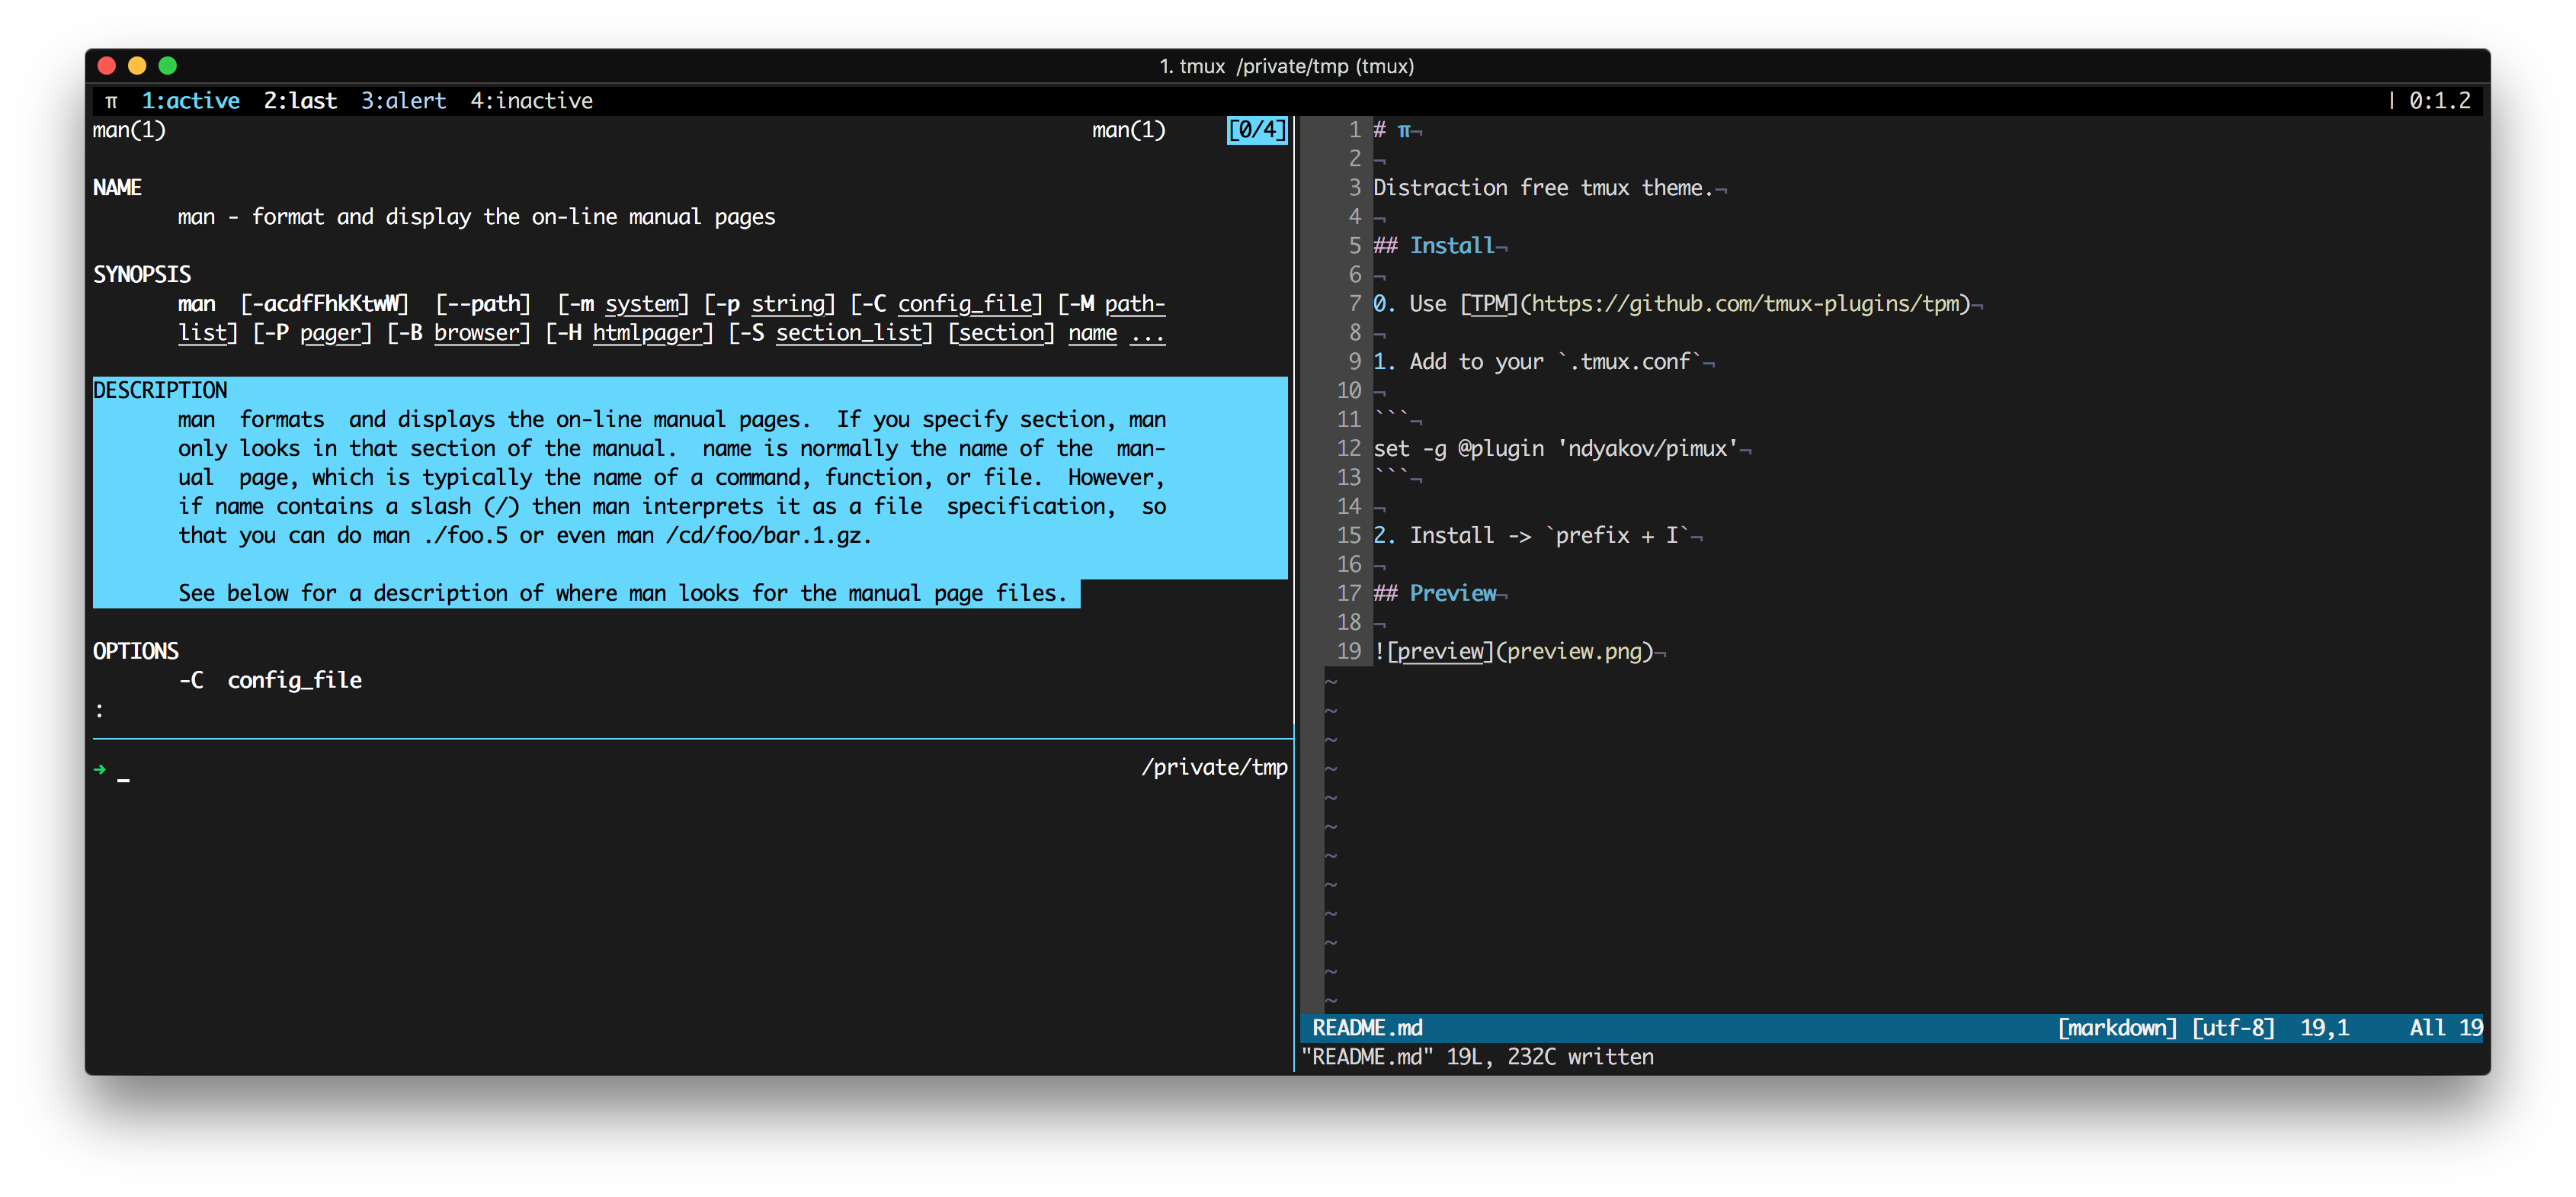 1. tmux /private/tmp (tmux)
π 1:active 2:last 3:alert 4:inactive | 0:1.2
man(1) man(1) [0/4]
NAME
man - format and display the on-line manual pages
SYNOPSIS
man [-acdfFhkKtwW] [--path] [-m system] [-p string] [-C config_file] [-M path-
list] [-P pager] [-B browser] [-H htmlpager] [-S section_list] [section] name ...
DESCRIPTION
man formats and displays the on-line manual pages. If you specify section, man
only looks in that section of the manual. name is normally the name of the man-
ual page, which is typically the name of a command, function, or file. However,
if name contains a slash (/) then man interprets it as a file specification, so
that you can do man ./foo.5 or even man /cd/foo/bar.1.gz.
See below for a description of where man looks for the manual page files.
OPTIONS
-C config_file
:
➜ _ /private/tmp
1 # π¬
2 ¬
3 Distraction free tmux theme.¬
4 ¬
5 ## Install¬
6 ¬
7 0. Use [TPM](https://github.com/tmux-plugins/tpm)¬
8 ¬
9 1. Add to your `.tmux.conf`¬
10 ¬
11 ```¬
12 set -g @plugin 'ndyakov/pimux'¬
13 ```¬
14 ¬
15 2. Install -> `prefix + I`¬
16 ¬
17 ## Preview¬
18 ¬
19 ![preview](preview.png)¬
~
~
~
~
~
~
~
~
~
~
~
~
README.md [markdown] [utf-8] 19,1 All 19
"README.md" 19L, 232C written